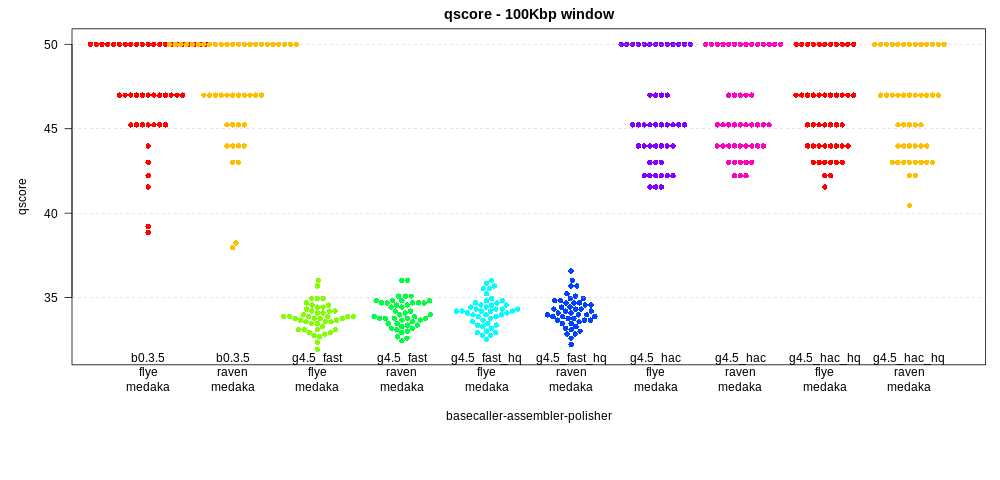 qscore - 100Kbp window
50
45
40
35
qscore
b0.3.5 b0.3.5 g4.5_fast g4.5_fast g4.5_fast_hq g4.5_fast_hq g4.5_hac g4.5_hac g4.5_hac_hq g4.5_hac_hq
flye raven flye raven flye raven flye raven flye raven
medaka medaka medaka medaka medaka medaka medaka medaka medaka medaka
basecaller-assembler-polisher